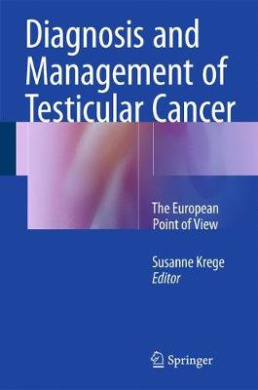 Diagnosis and
Management of
Testicular Cancer
The European
Point of View
Susanne Krege
Editor
Springer